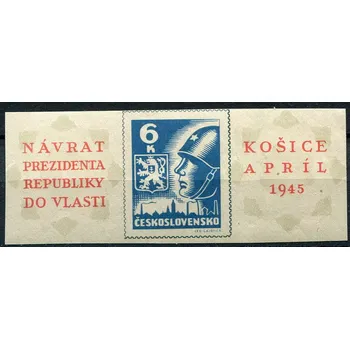 NÁVRAT
PREZIDENTA
REPUBLIKY
DO VLASTI
6
K
ČESKOSLOVENSKO
KOŠICE
APRÍL
1945